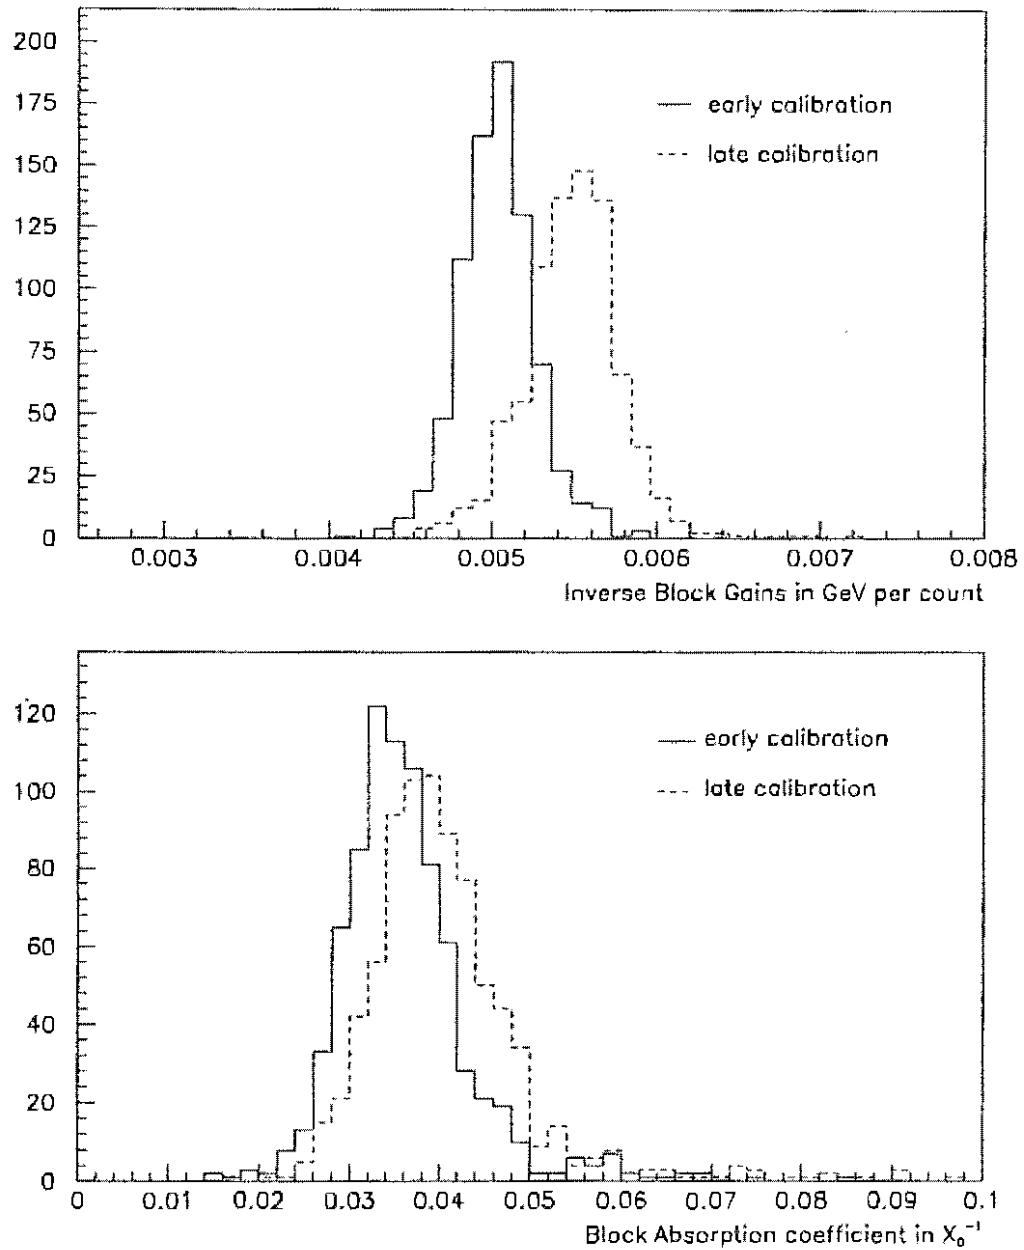 200
175
150
125
100
75
50
25
0
early calibration
late calibration
0.003 0.004 0.005 0.006 0.007 0.008
Inverse Block Gains in GeV per count
120
100
80
60
40
20
0
early calibration
late calibration
0 0.01 0.02 0.03 0.04 0.05 0.06 0.07 0.08 0.09 0.1
Block Absorption coefficient in X₀⁻¹